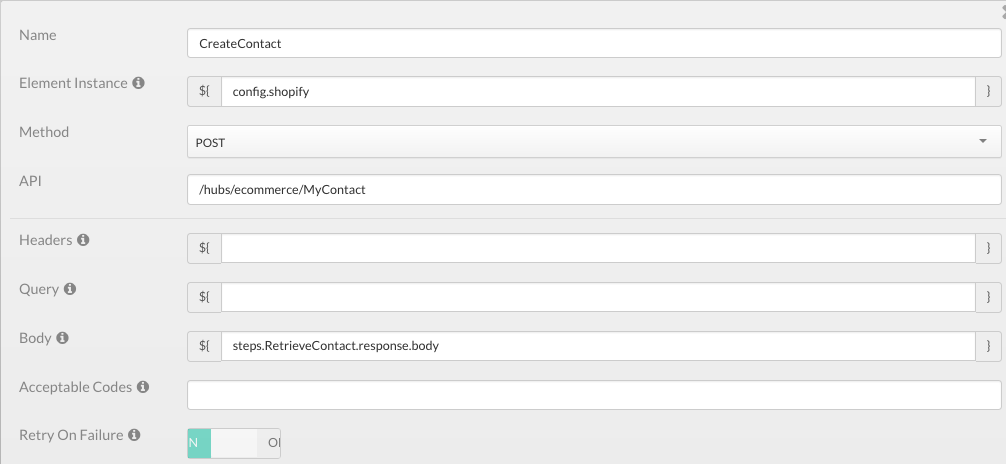 Name
CreateContact
Element Instance
${ config.shopify }
Method
POST
API
/hubs/ecommerce/MyContact
Headers
${ }
Query
${ }
Body
${ steps.RetrieveContact.response.body }
Acceptable Codes
Retry On Failure
N